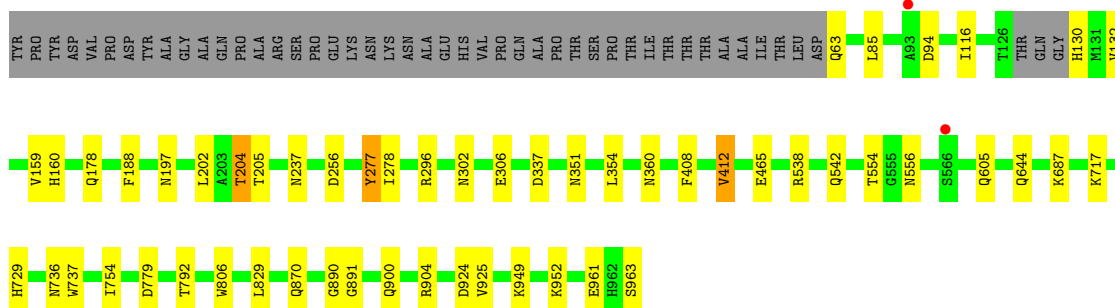 TYR PRO TYR ASP VAL PRO ASP TYR ALA GLY ALA GLN PRO ALA ARG SER PRO GLU LYS ASN LYS ASN ALA GLU HIS VAL PRO GLN ALA PRO THR SER PRO THR ILE THR THR THR ALA ALA ILE THR LEU ASP Q63 L85 A93 D94 I116 T126 THR GLN GLY H130 M131 V132
V159 H160 Q178 F188 N197 L202 A203 T204 T205 N237 D256 Y277 I278 R296 N302 E306 D337 N351 L354 N360 F408 V412 E465 R538 Q542 T554 G555 N556 S566 Q605 Q644 K687 K717
H729 N736 W737 I754 D779 T792 W806 L829 Q870 G890 G891 Q900 R904 D924 V925 K949 K952 E961 H962 S963